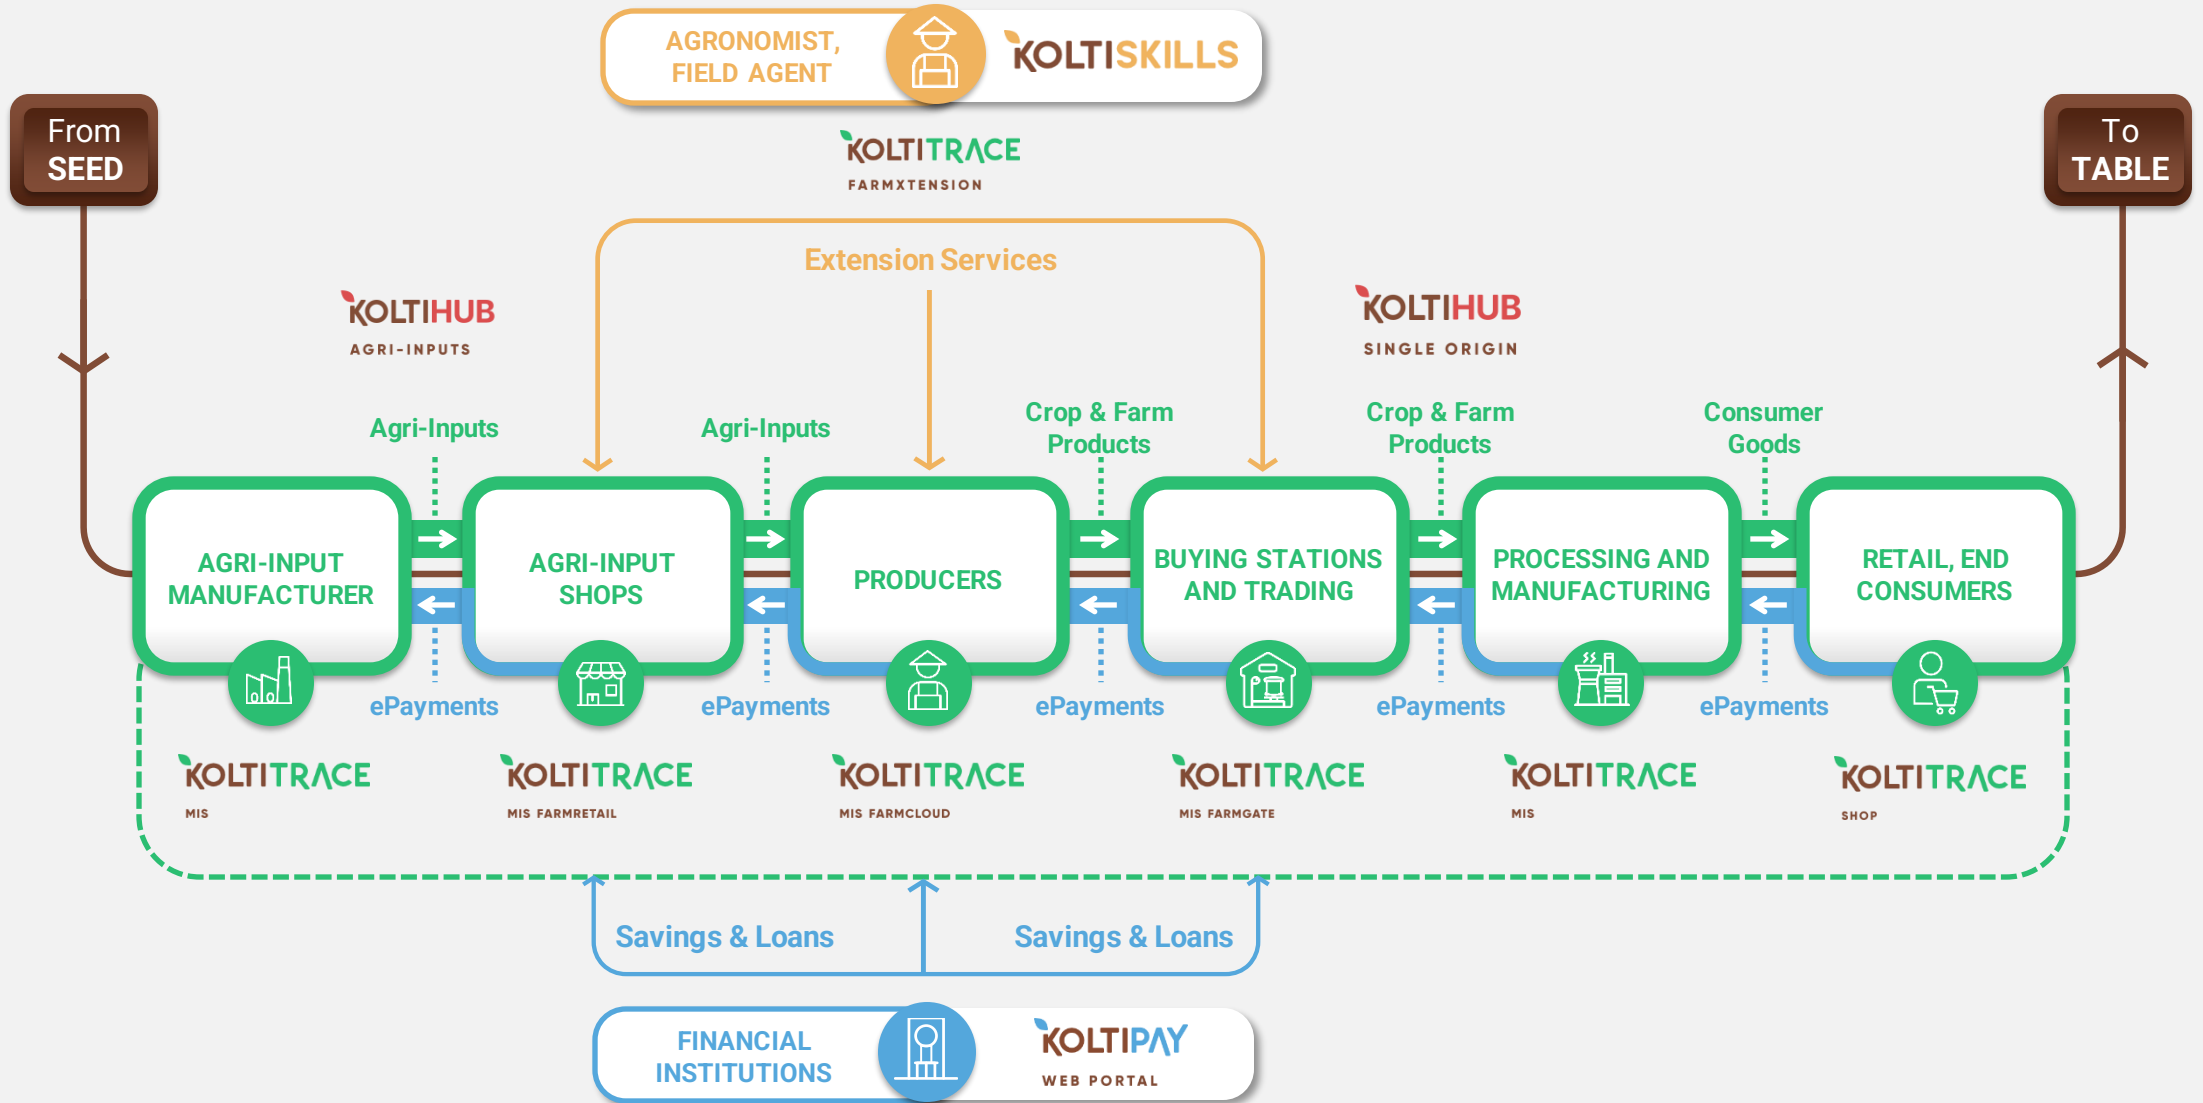 AGRONOMIST,
FIELD AGENT
KOLTISKILLS
From
SEED
To
TABLE
KOLTITRACE
FARMXTENSION
Extension Services
KOLTIHUB
AGRI-INPUTS
KOLTIHUB
SINGLE ORIGIN
Agri-Inputs
Agri-Inputs
Crop & Farm
Products
Crop & Farm
Products
Consumer
Goods
AGRI-INPUT
MANUFACTURER
AGRI-INPUT
SHOPS
PRODUCERS
BUYING STATIONS
AND TRADING
PROCESSING AND
MANUFACTURING
RETAIL, END
CONSUMERS
ePayments
ePayments
ePayments
ePayments
ePayments
KOLTITRACE
MIS
KOLTITRACE
MIS FARMRETAIL
KOLTITRACE
MIS FARMCLOUD
KOLTITRACE
MIS FARMGATE
KOLTITRACE
MIS
KOLTITRACE
SHOP
Savings & Loans
Savings & Loans
FINANCIAL
INSTITUTIONS
KOLTIPAY
WEB PORTAL